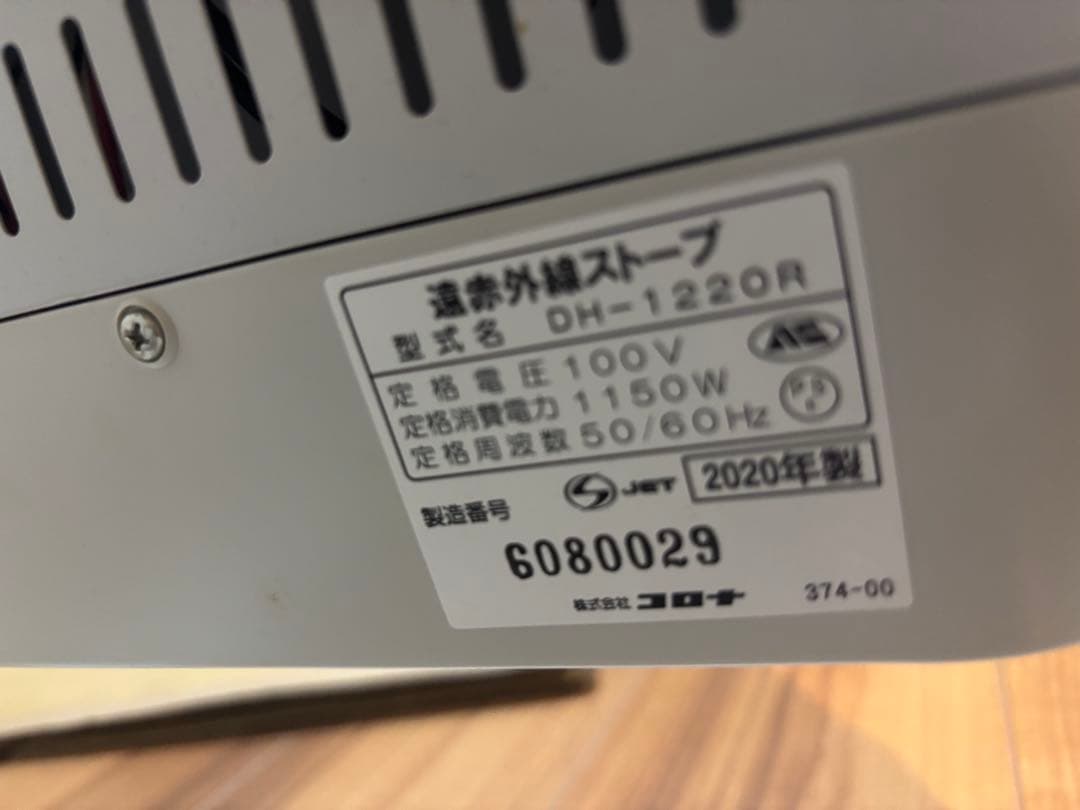 遠赤外線ストーブ
型式名 DH-1220R
定格電圧 100V
定格消費電力 1150W
定格周波数 50/60Hz
PSE
JET 2020年製
製造番号
6080029
株式会社コロナ 374-00